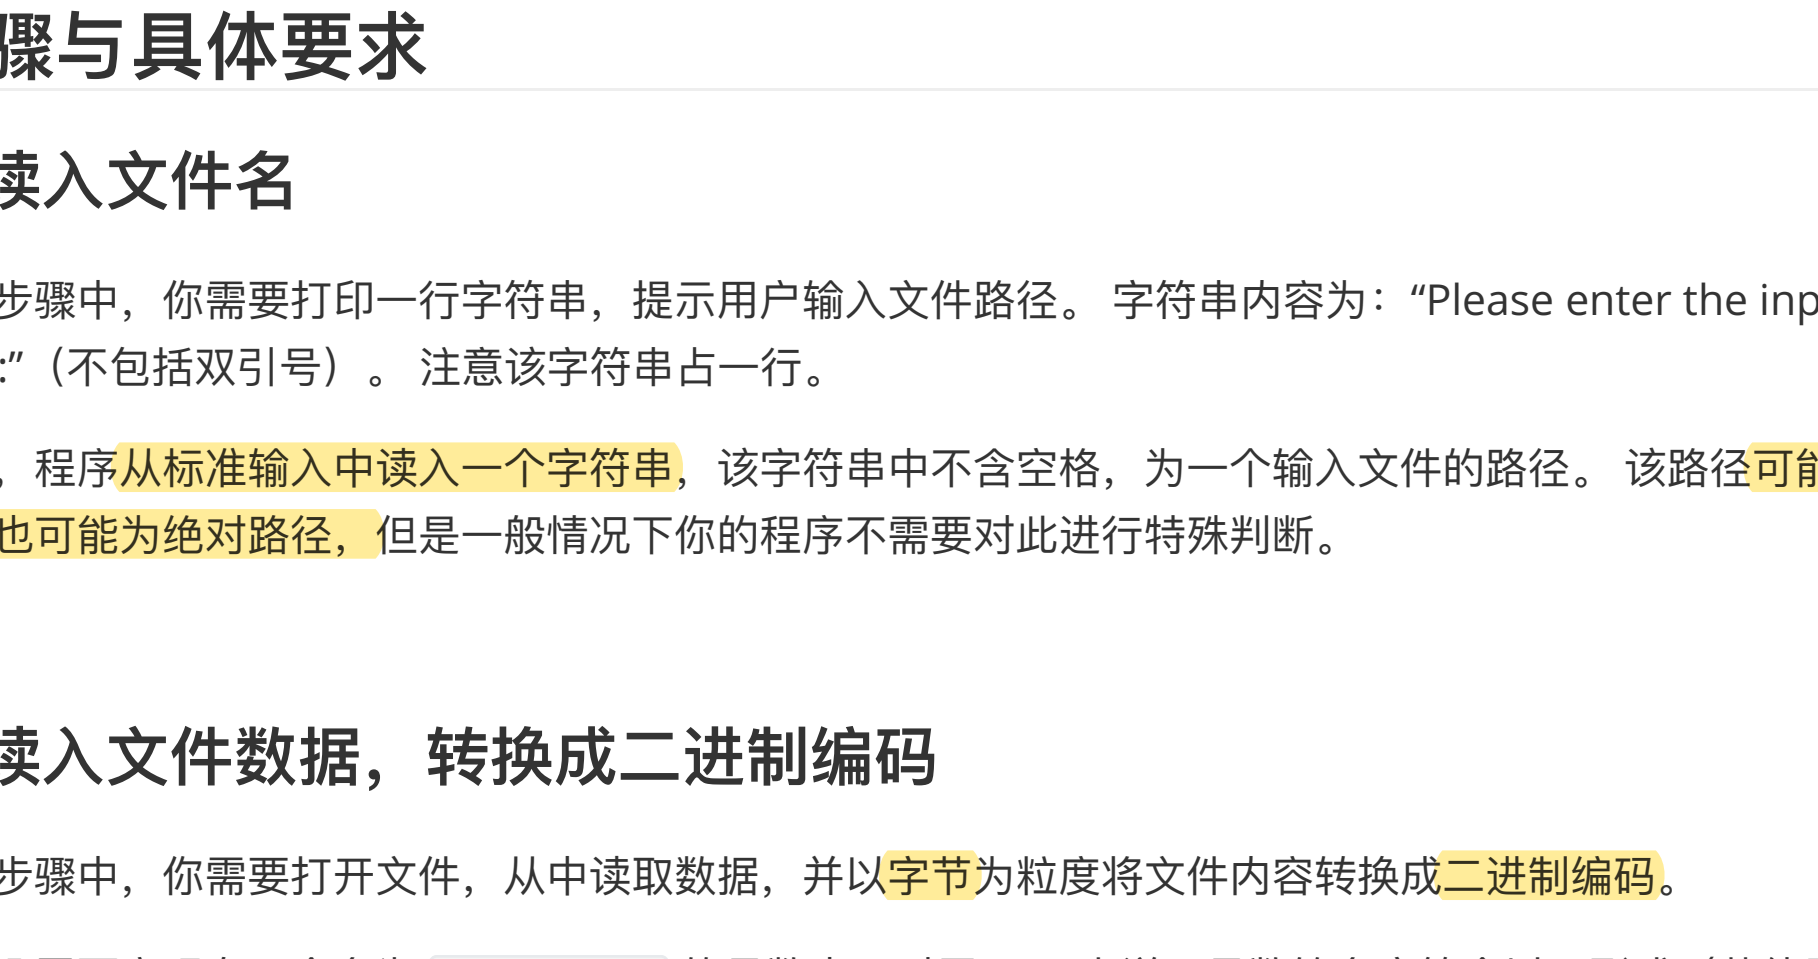 骤与具体要求
读入文件名
步骤中，你需要打印一行字符串，提示用户输入文件路径。 字符串内容为：“Please enter the inp
:”（不包括双引号）。 注意该字符串占一行。
，程序从标准输入中读入一个字符串，该字符串中不含空格，为一个输入文件的路径。 该路径可能
也可能为绝对路径，但是一般情况下你的程序不需要对此进行特殊判断。
读入文件数据，转换成二进制编码
步骤中，你需要打开文件，从中读取数据，并以字节为粒度将文件内容转换成二进制编码。